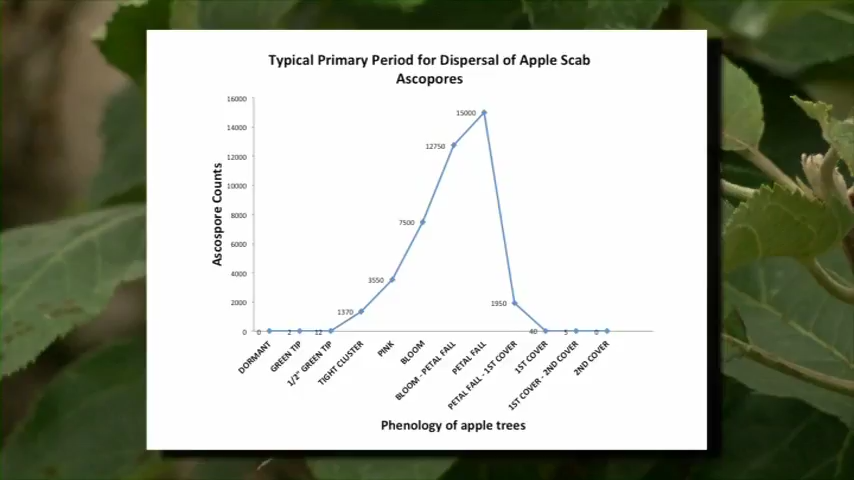 Typical Primary Period for Dispersal of Apple Scab
Ascopores
16000
14000
12000
10000
8000
6000
4000
2000
0
Ascospore Counts
0
2
12
1370
3550
7500
12750
15000
1950
40
5
0
DORMANT
GREEN TIP
1/2" GREEN TIP
TIGHT CLUSTER
PINK
BLOOM
BLOOM - PETAL FALL
PETAL FALL
PETAL FALL - 1ST COVER
1ST COVER
1ST COVER - 2ND COVER
2ND COVER
Phenology of apple trees